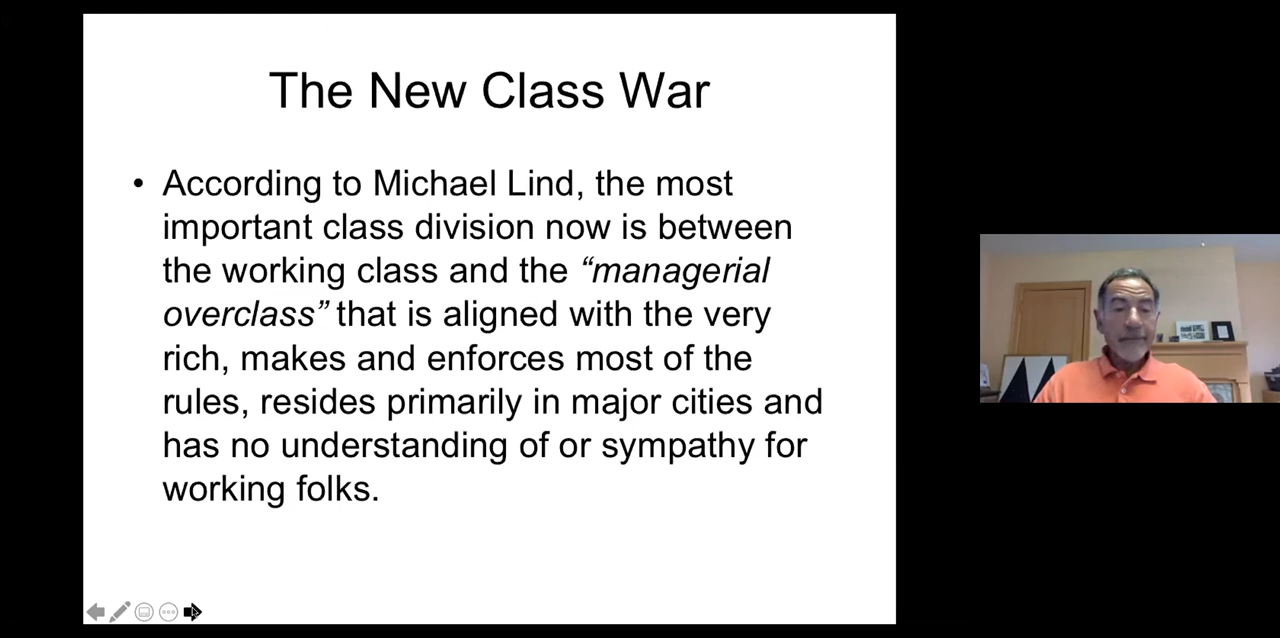 The New Class War
• According to Michael Lind, the most
important class division now is between
the working class and the “managerial
overclass” that is aligned with the very
rich, makes and enforces most of the
rules, resides primarily in major cities and
has no understanding of or sympathy for
working folks.